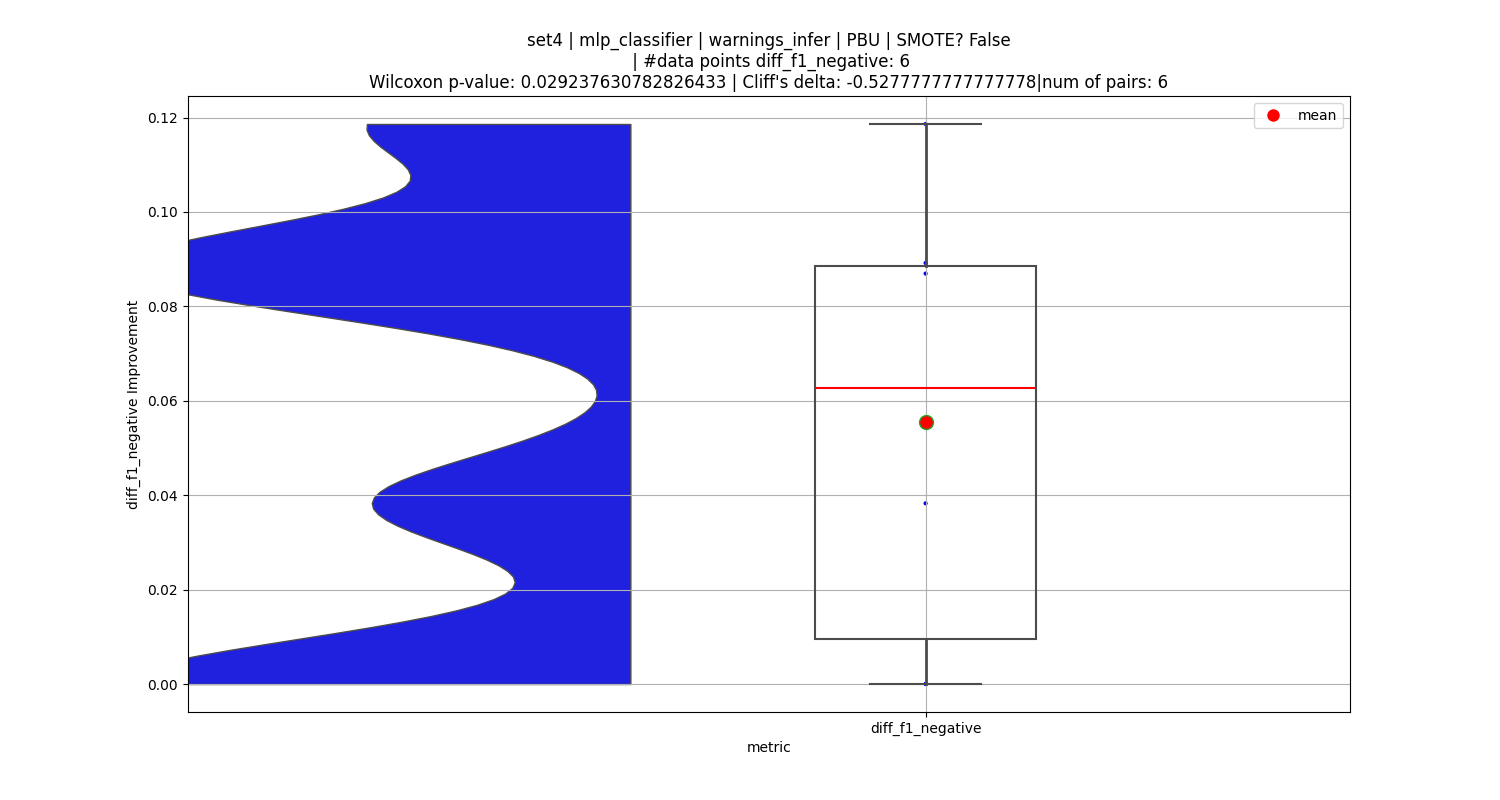 set4 | mlp_classifier | warnings_infer | PBU | SMOTE? False
| #data points diff_f1_negative: 6
Wilcoxon p-value: 0.029237630782826433 | Cliff's delta: -0.5277777777777778|num of pairs: 6
mean
0.12
0.10
0.08
0.06
0.04
0.02
0.00
diff_f1_negative Improvement
diff_f1_negative
metric